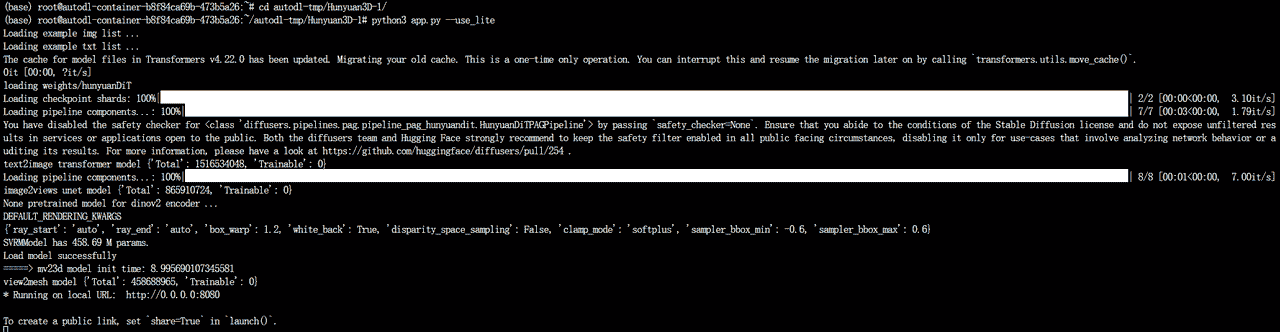 (base) root@autodl-container-b8f84ca69b-473b5a26:~# cd autodl-tmp/Hunyuan3D-1/
(base) root@autodl-container-b8f84ca69b-473b5a26:~/autodl-tmp/Hunyuan3D-1# python3 app.py --use_lite
Loading example img list ...
Loading example txt list ...
The cache for model files in Transformers v4.22.0 has been updated. Migrating your old cache. This is a one-time only operation. You can interrupt this and resume the migration later on by calling `transformers.utils.move_cache()`.
0it [00:00, ?it/s]
loading weights/hunyuanDiT
Loading checkpoint shards: 100%| | 2/2 [00:00<00:00, 3.10it/s]
Loading pipeline components...: 100%| | 7/7 [00:03<00:00, 1.79it/s]
You have disabled the safety checker for <class 'diffusers.pipelines.pag.pipeline_pag_hunyuandit.HunyuanDiTPAGPipeline'> by passing `safety_checker=None`. Ensure that you abide to the conditions of the Stable Diffusion license and do not expose unfiltered res
ults in services or applications open to the public. Both the diffusers team and Hugging Face strongly recommend to keep the safety filter enabled in all public facing circumstances, disabling it only for use-cases that involve analyzing network behavior or a
uditing its results. For more information, please have a look at https://github.com/huggingface/diffusers/pull/254 .
text2image transformer model {'Total': 1516534048, 'Trainable': 0}
Loading pipeline components...: 100%| | 8/8 [00:01<00:00, 7.00it/s]
image2views unet model {'Total': 865910724, 'Trainable': 0}
None pretrained model for dinov2 encoder ...
DEFAULT_RENDERING_KWARGS
{'ray_start': 'auto', 'ray_end': 'auto', 'box_warp': 1.2, 'white_back': True, 'disparity_space_sampling': False, 'clamp_mode': 'softplus', 'sampler_bbox_min': -0.6, 'sampler_bbox_max': 0.6}
SVRMModel has 458.69 M params.
Load model successfully
=====> mv23d model init time: 8.995690107345581
view2mesh model {'Total': 458688965, 'Trainable': 0}
* Running on local URL:  http://0.0.0.0:8080
To create a public link, set `share=True` in `launch()`.